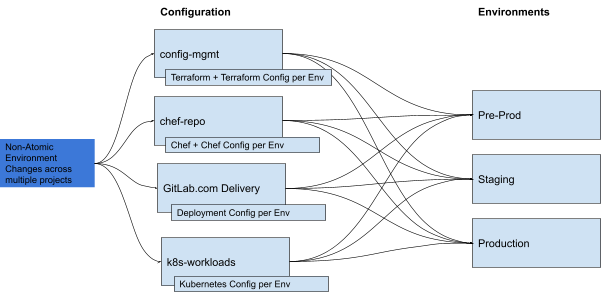 Configuration
Environments
config-mgmt
Terraform + Terraform Config per Env
chef-repo
Chef + Chef Config per Env
Non-Atomic
Environment
Changes across
multiple projects
GitLab.com Delivery
Deployment Config per Env
k8s-workloads
Kubernetes Config per Env
Pre-Prod
Staging
Production